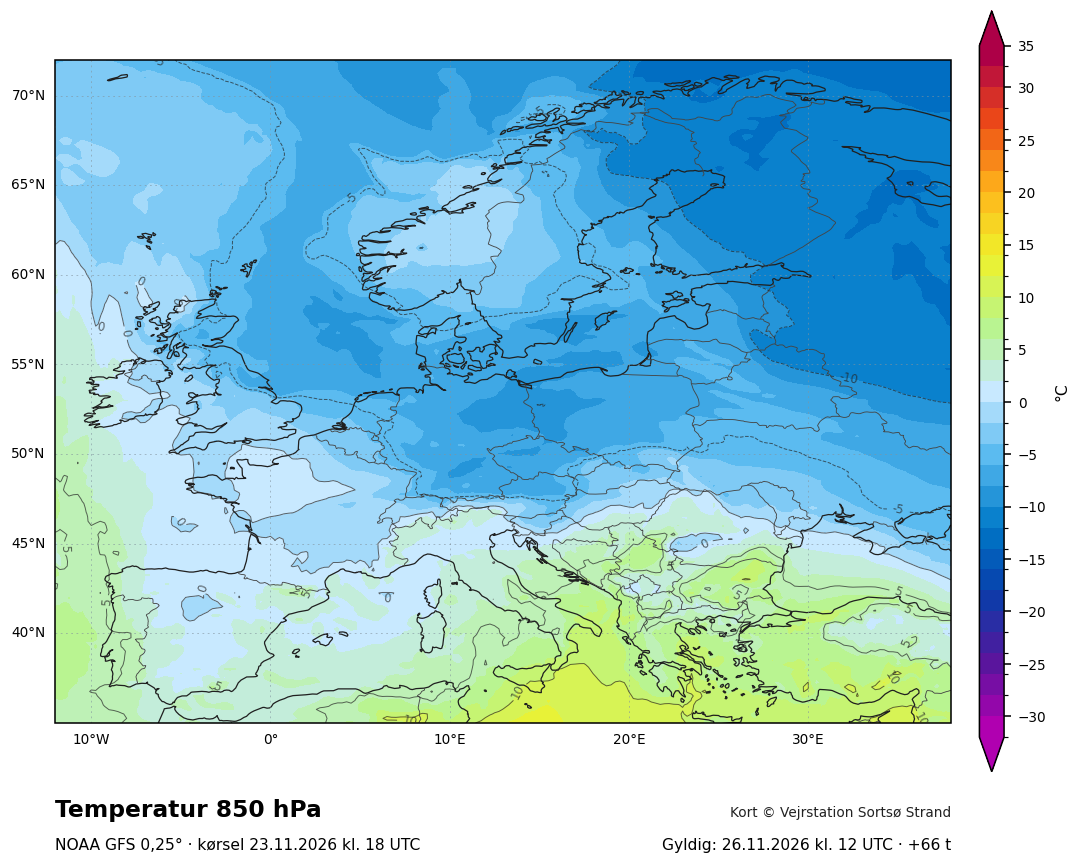 35
30
25
20
15
10
5
0
−5
−10
−15
−20
−25
−30
°C
70°N
65°N
60°N
55°N
50°N
45°N
40°N
10°W
0°
10°E
20°E
30°E
Temperatur 850 hPa
Kort © Vejrstation Sortsø Strand
NOAA GFS 0,25° · kørsel 23.11.2026 kl. 18 UTC
Gyldig: 26.11.2026 kl. 12 UTC · +66 t